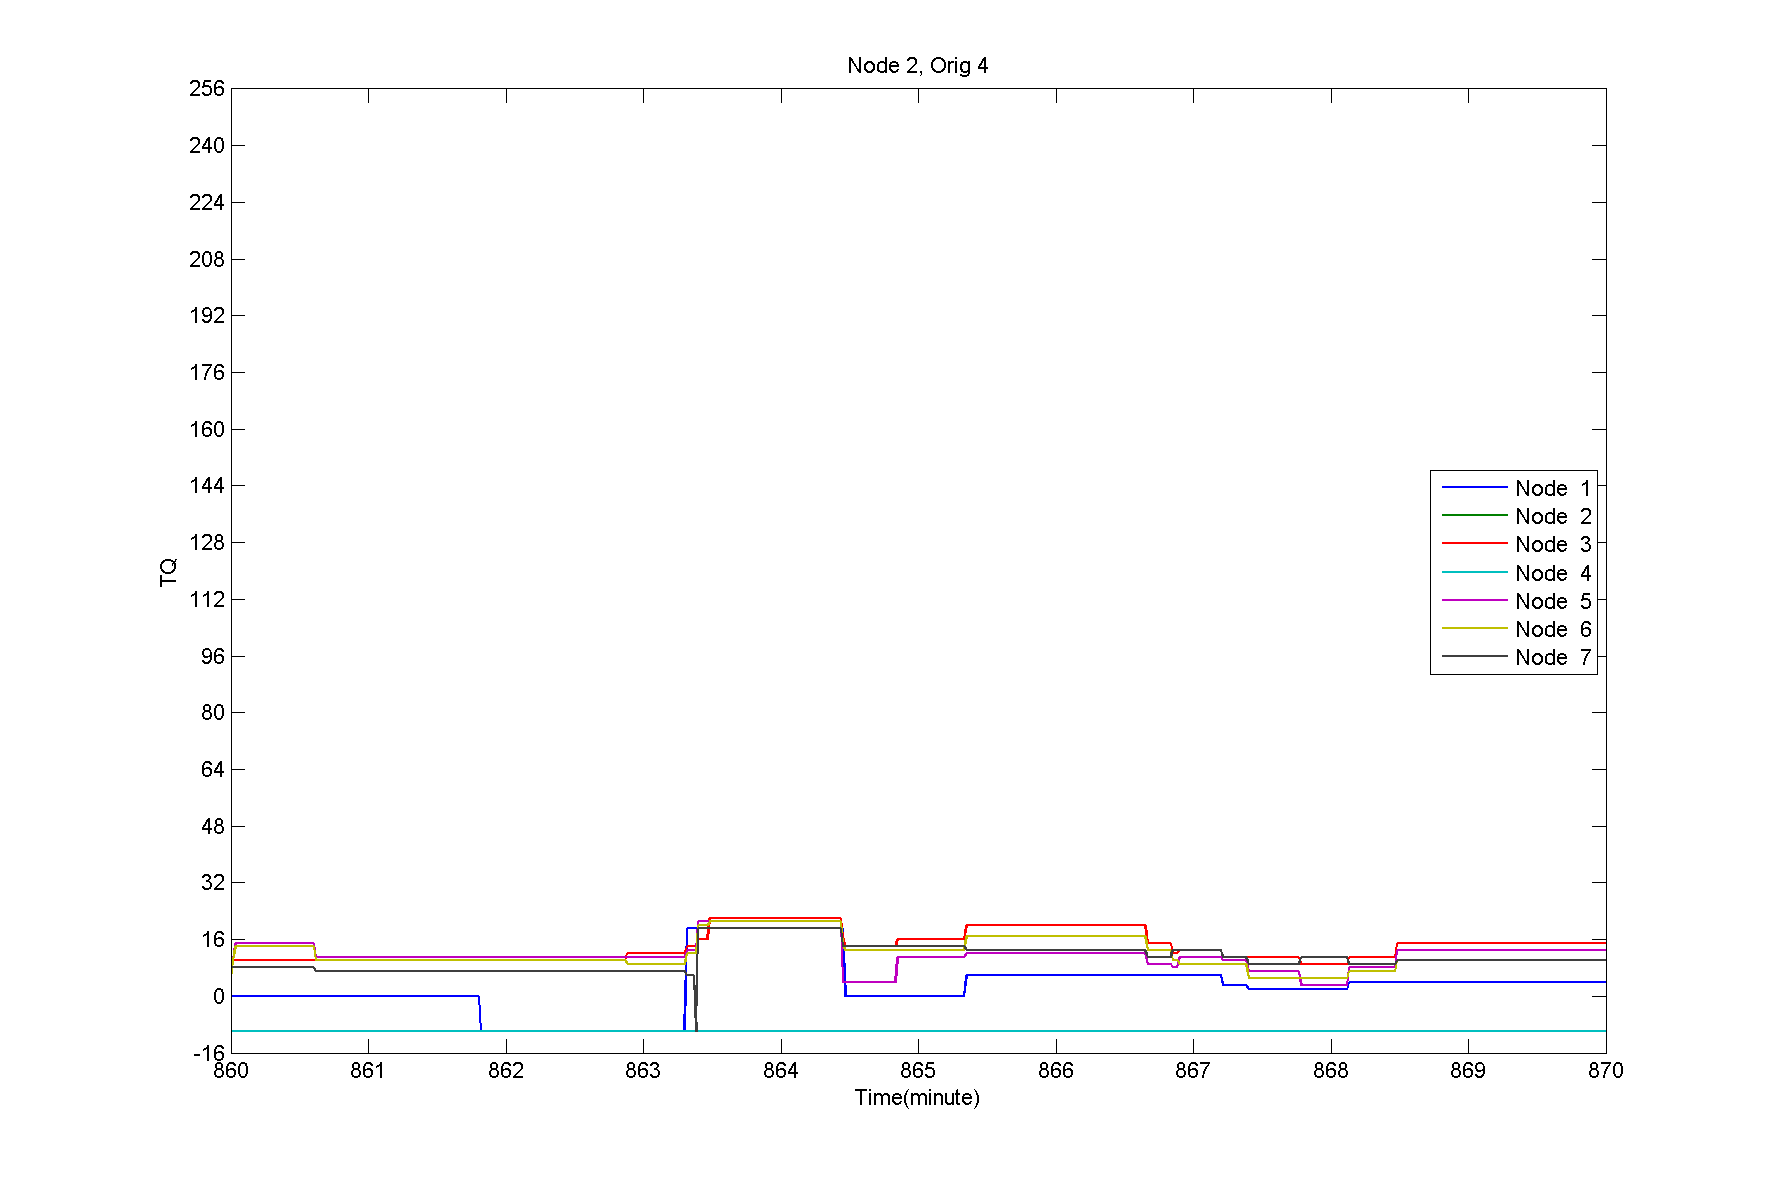 Node 2, Orig 4
256
240
224
208
192
176
160
144
128
112
96
80
64
48
32
16
0
-16
TQ
Node 1
Node 2
Node 3
Node 4
Node 5
Node 6
Node 7
860 861 862 863 864 865 866 867 868 869 870
Time(minute)